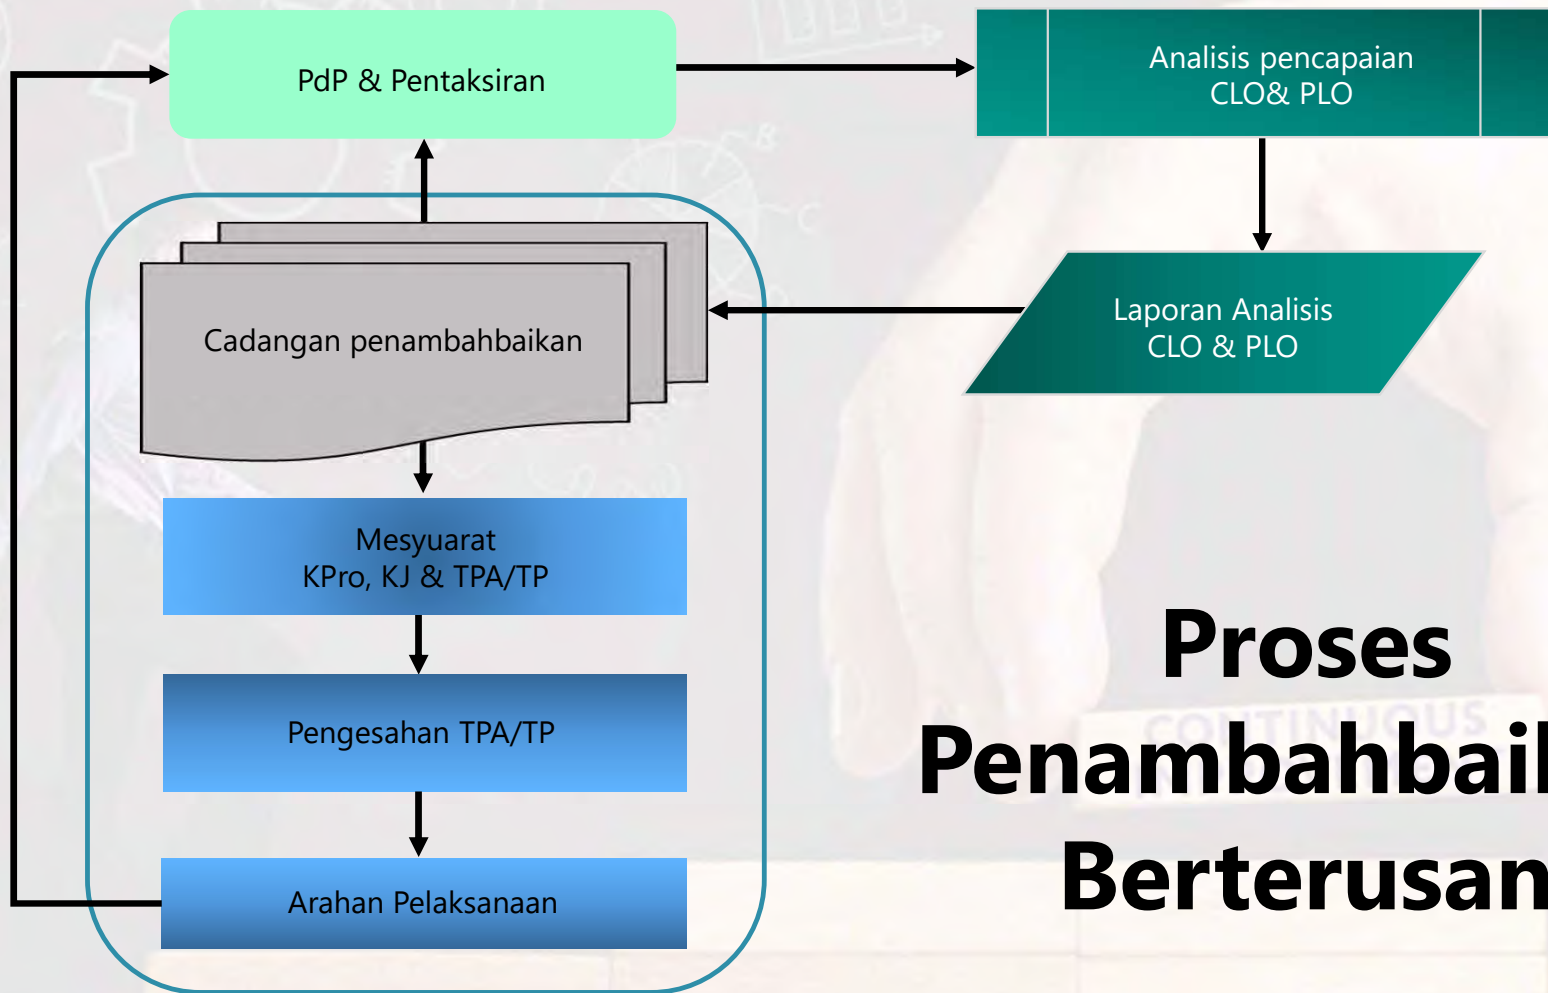 PdP & Pentaksiran
Analisis pencapaian
CLO& PLO
Cadangan penambahbaikan
Laporan Analisis
CLO & PLO
Mesyuarat
KPro, KJ & TPA/TP
Pengesahan TPA/TP
Arahan Pelaksanaan
Proses
Berterusan
CONTINUOUS
B
C